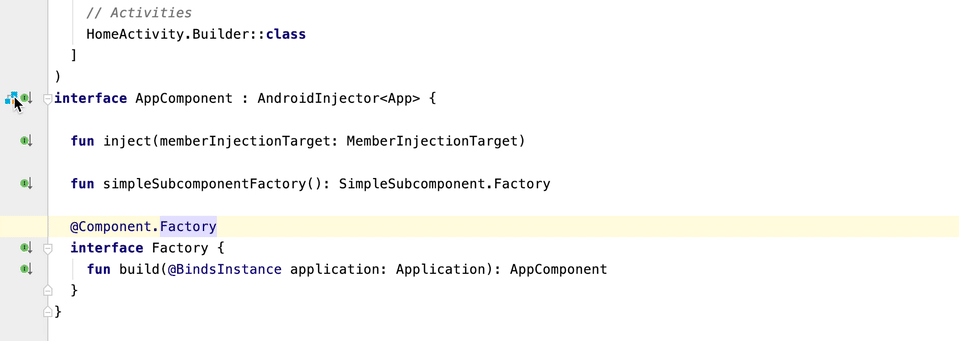 // Activities
HomeActivity.Builder::class
]
)
interface AppComponent : AndroidInjector<App> {
fun inject(memberInjectionTarget: MemberInjectionTarget)
fun simpleSubcomponentFactory(): SimpleSubcomponent.Factory
@Component.Factory
interface Factory {
fun build(@BindsInstance application: Application): AppComponent
}
}